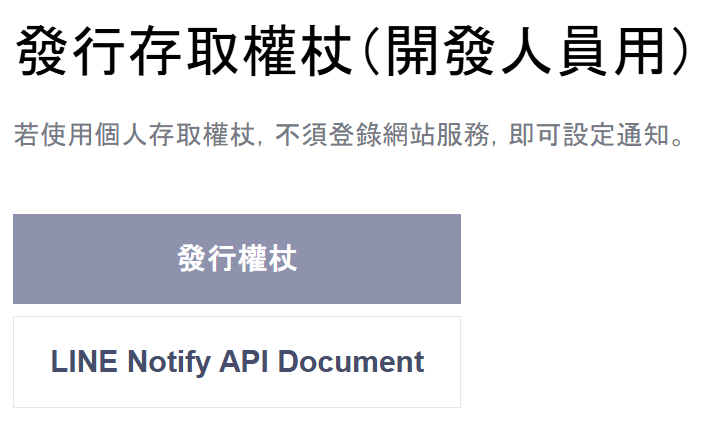 發行存取權杖(開發人員用)
若使用個人存取權杖, 不須登錄網站服務, 即可設定通知。
發行權杖
LINE Notify API Document